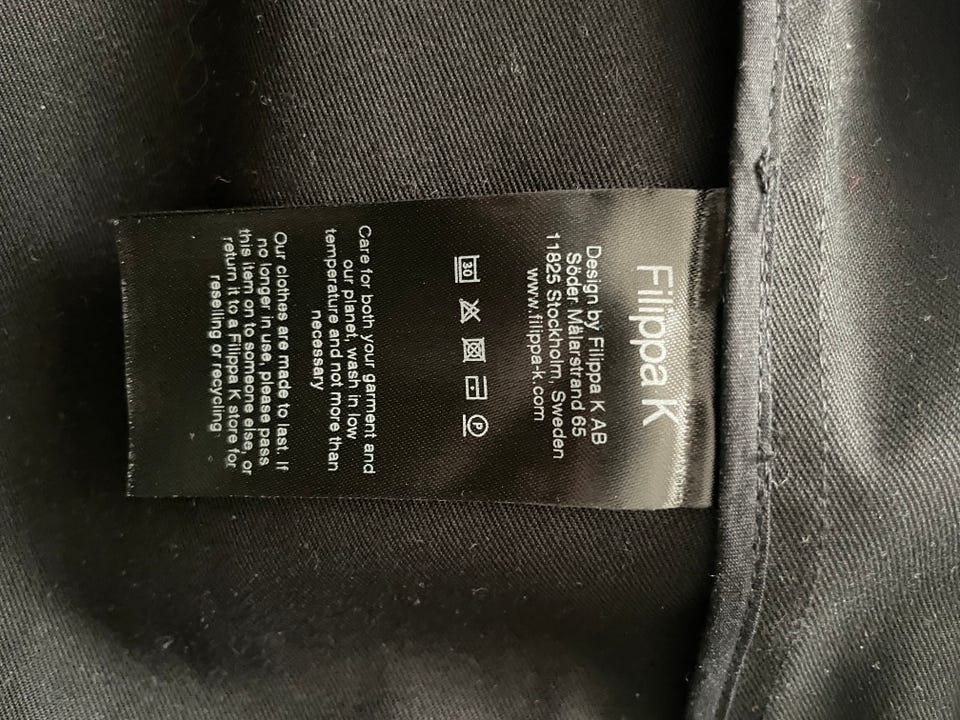 Filippa K
Design by Filippa K AB
Söder Mälarstrand 65
11825 Stockholm, Sweden
www.filippa-k.com
30 P
Care for both your garment and
our planet, wash in low
temperature and not more than
necessary
Our clothes are made to last. If
no longer in use, please pass
this item on to someone else, or
return it to a Filippa K store for
reselling or recycling